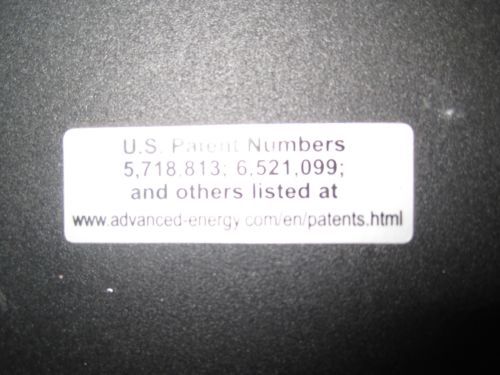 U.S. Patent Numbers
5,718,813; 6,521,099;
and others listed at
www.advanced-energy.com/en/patents.html